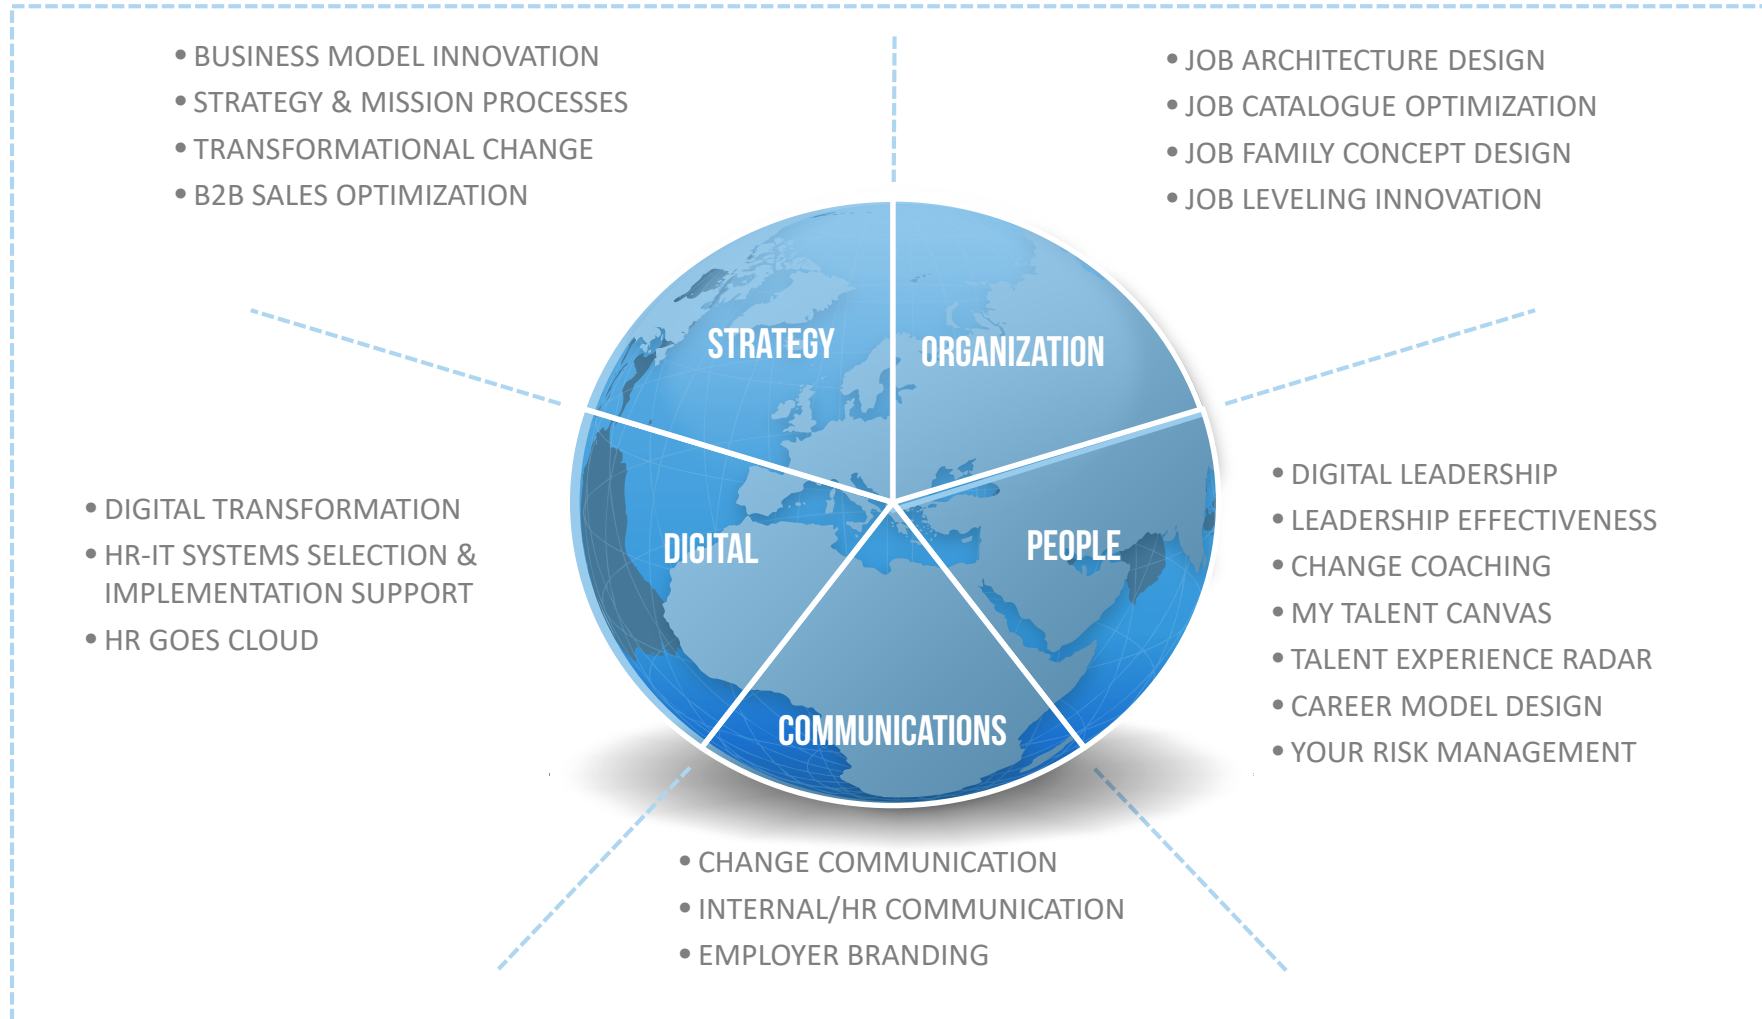 • BUSINESS MODEL INNOVATION
• STRATEGY & MISSION PROCESSES
• TRANSFORMATIONAL CHANGE
• B2B SALES OPTIMIZATION
• JOB ARCHITECTURE DESIGN
• JOB CATALOGUE OPTIMIZATION
• JOB FAMILY CONCEPT DESIGN
• JOB LEVELING INNOVATION
STRATEGY
ORGANIZATION
DIGITAL
PEOPLE
COMMUNICATIONS
• DIGITAL TRANSFORMATION
• HR-IT SYSTEMS SELECTION &
IMPLEMENTATION SUPPORT
• HR GOES CLOUD
• DIGITAL LEADERSHIP
• LEADERSHIP EFFECTIVENESS
• CHANGE COACHING
• MY TALENT CANVAS
• TALENT EXPERIENCE RADAR
• CAREER MODEL DESIGN
• YOUR RISK MANAGEMENT
• CHANGE COMMUNICATION
• INTERNAL/HR COMMUNICATION
• EMPLOYER BRANDING